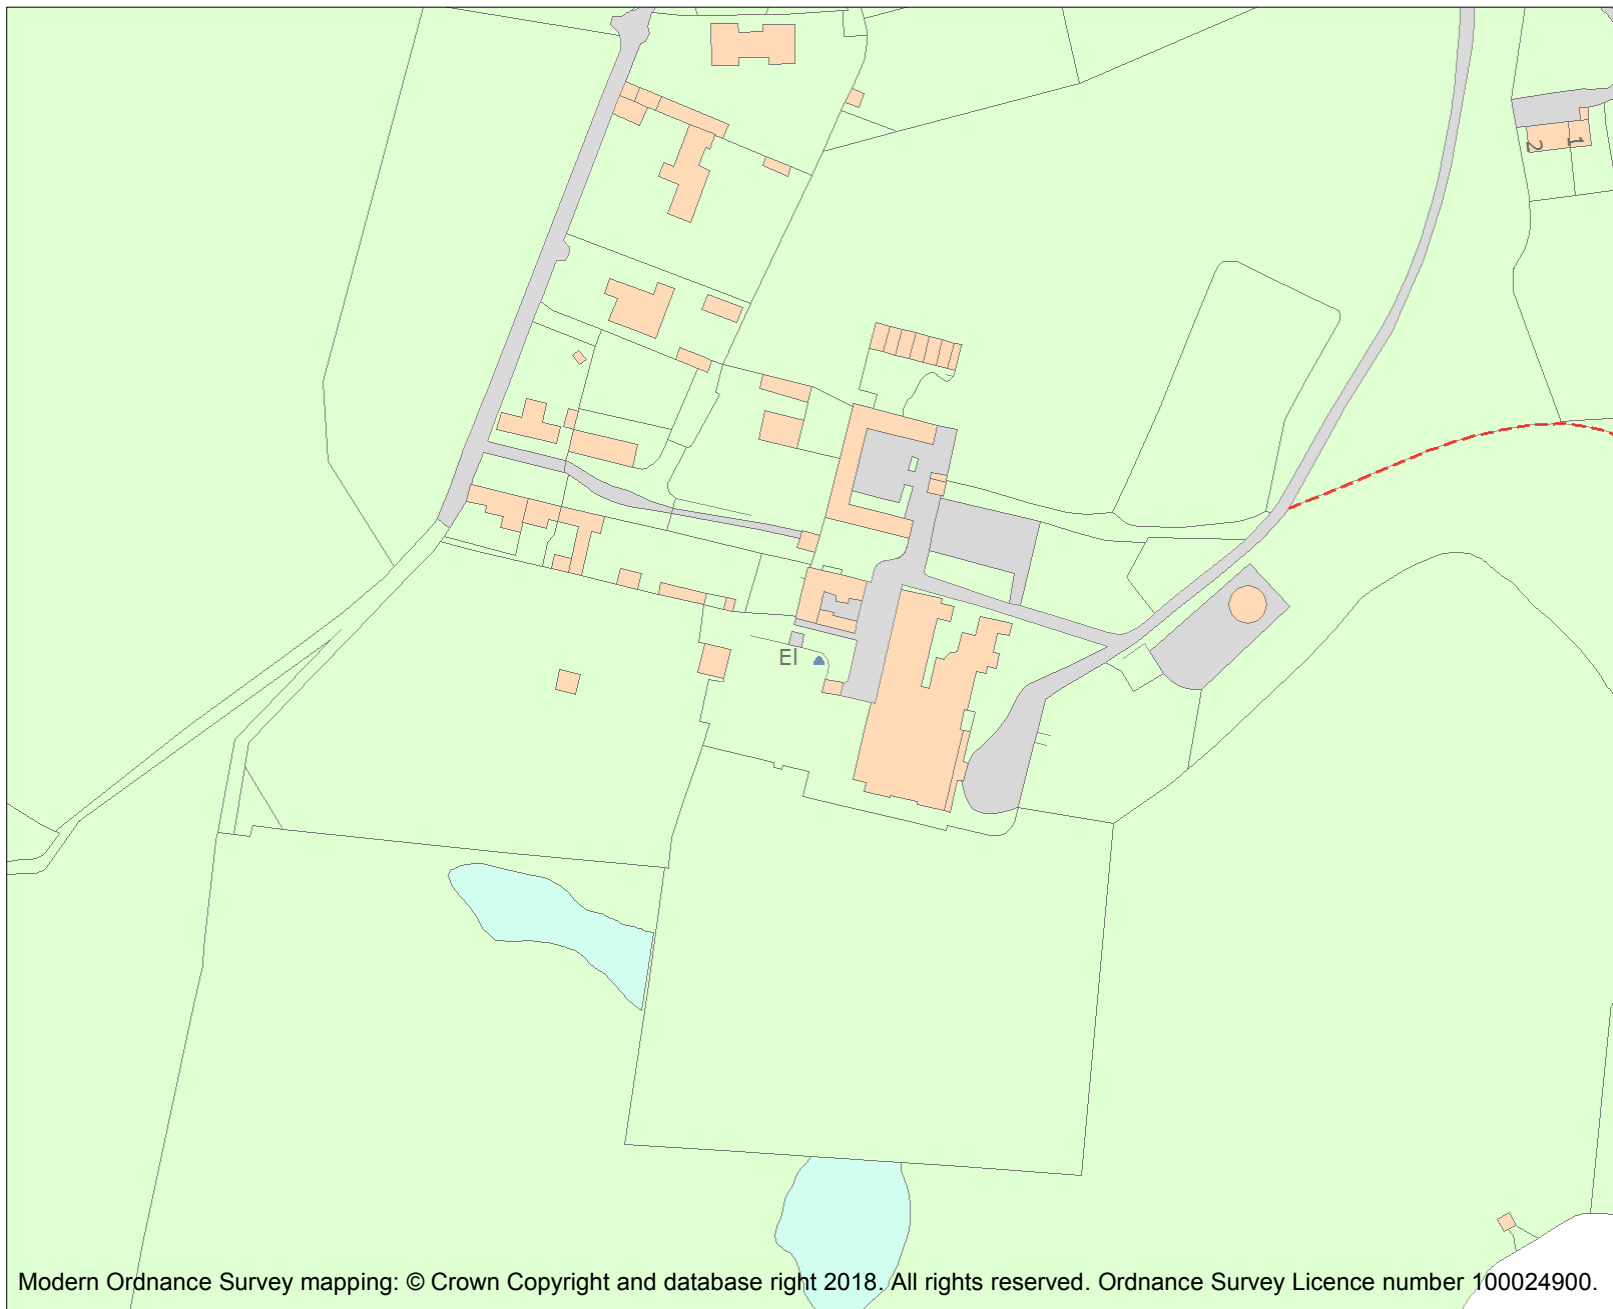 2 1
El
Modern Ordnance Survey mapping: © Crown Copyright and database right 2018. All rights reserved. Ordnance Survey Licence number 100024900.